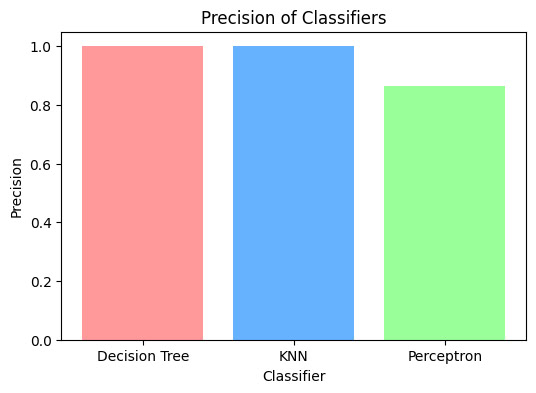 Precision of Classifiers
1.0
0.8
0.6
0.4
0.2
0.0
Precision
Decision Tree
KNN
Perceptron
Classifier